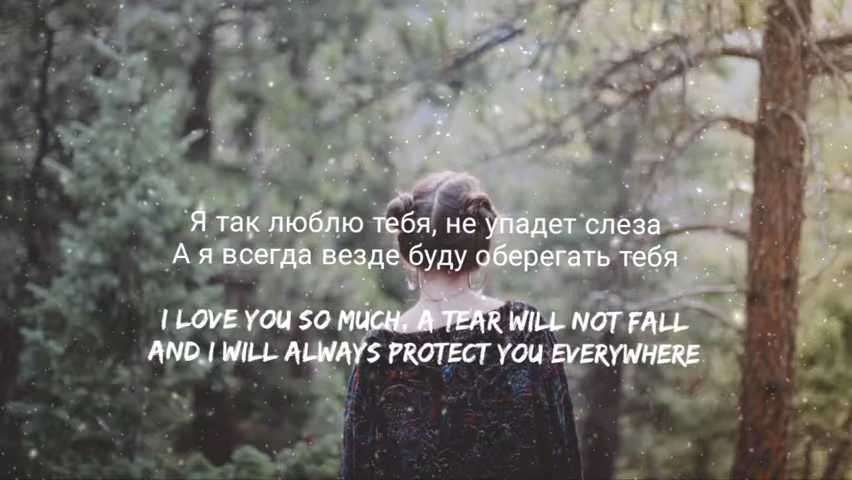 Я так люблю тебя, не упадет слеза
А я всегда везде буду оберегать тебя
I LOVE YOU SO MUCH, A TEAR WILL NOT FALL
AND I WILL ALWAYS PROTECT YOU EVERYWHERE